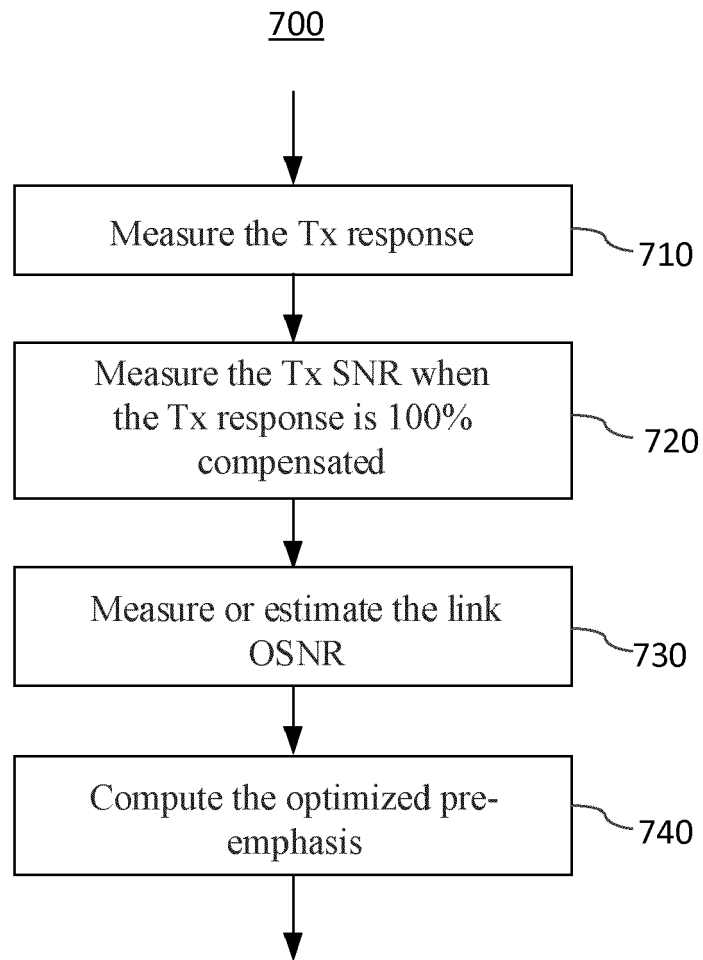 700
Measure the Tx response
710
Measure the Tx SNR when
the Tx response is 100%
compensated
720
Measure or estimate the link
OSNR
730
Compute the optimized pre-
emphasis
740